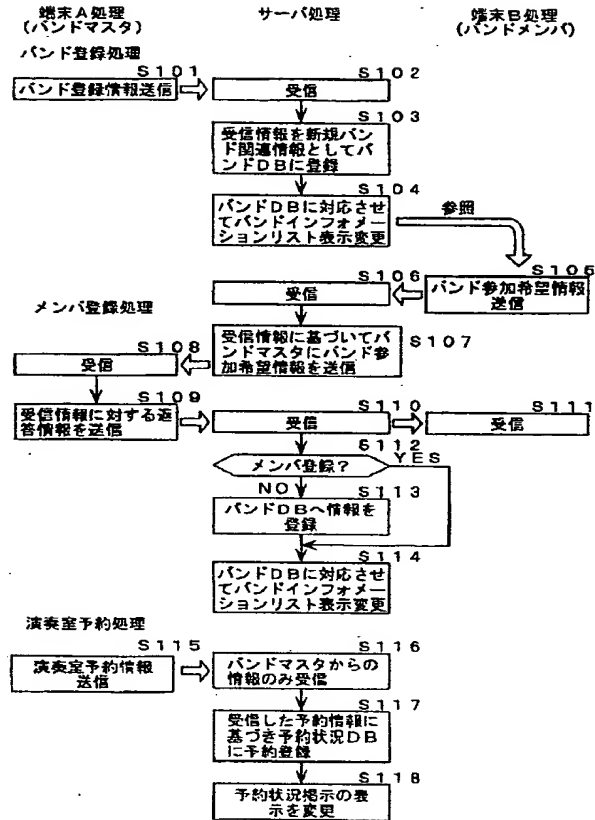 端末A処理
(バンドマスタ)
サーバ処理
端末B処理
(バンドメンバ)
バンド登録処理
S101
バンド登録情報送信
S102
受信
S103
受信情報を新規バン
ド関連情報としてバ
ンドDBに登録
S104
バンドDBに対応させ
てバンドインフォメー
ションリスト表示変更
参照
S105
バンド参加希望情報
送信
S106
受信
メンバ登録処理
S107
受信情報に基づいてバ
ンドマスタにバンド参
加希望情報を送信
S108
受信
S109
受信情報に対する返
答情報を送信
S110
受信
S111
受信
S112
メンバ登録?
YES
NO
S113
バンドDBへ情報を
登録
S114
バンドDBに対応させ
てバンドインフォメー
ションリスト表示変更
演奏室予約処理
S115
演奏室予約情報
送信
S116
バンドマスタからの
情報のみ受信
S117
受信した予約情報に
基づき予約状況DB
に予約登録
S118
予約状況掲示の表
示を変更